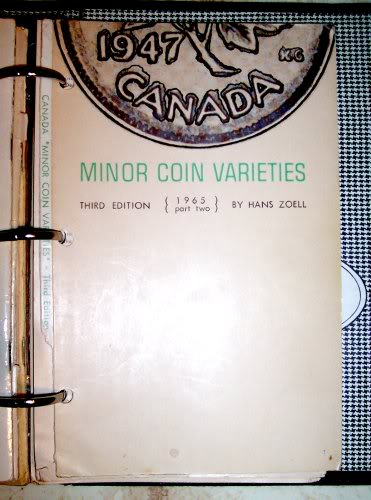 1947
KG
CANADA
MINOR COIN VARIETIES
THIRD EDITION { 1965 part two } BY HANS ZOELL
CANADA "MINOR COIN VARIETIES" - Third Edition